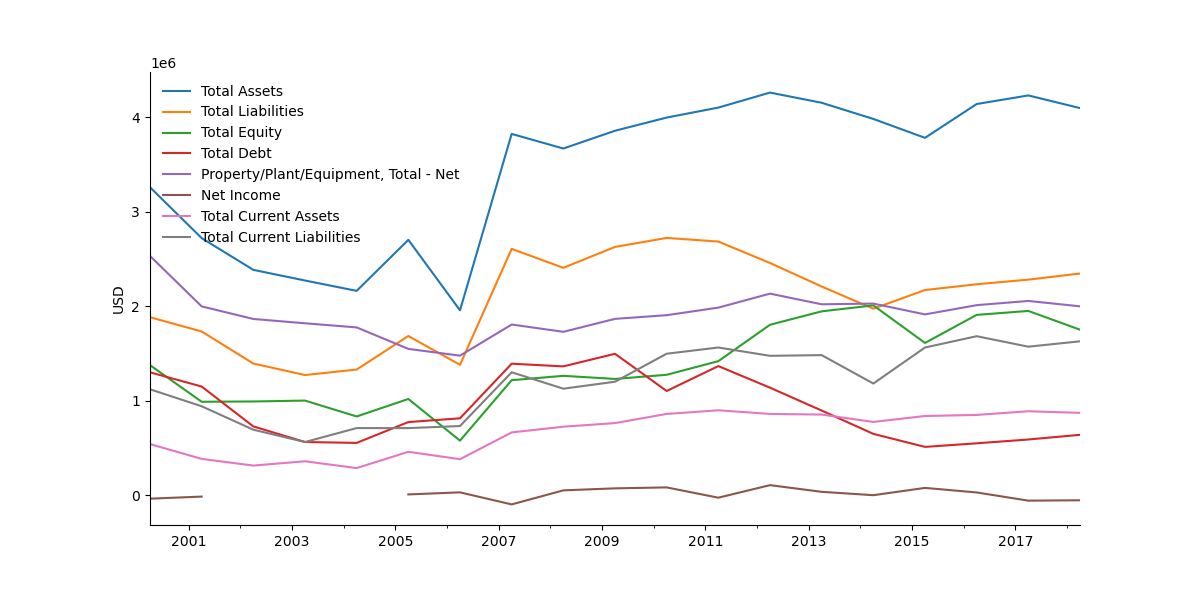 1e6
Total Assets
Total Liabilities
Total Equity
Total Debt
Property/Plant/Equipment, Total - Net
Net Income
Total Current Assets
Total Current Liabilities
4
3
2
1
0
USD
2001 2003 2005 2007 2009 2011 2013 2015 2017